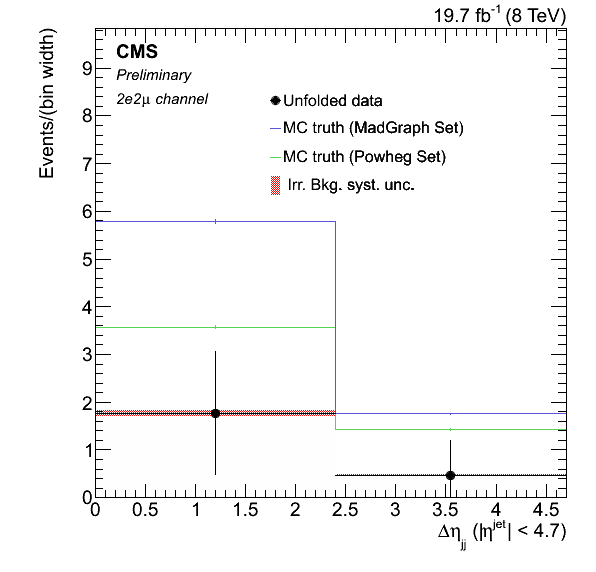 19.7 fb⁻¹ (8 TeV)
CMS
Preliminary
2e2μ channel
Unfolded data
MC truth (MadGraph Set)
MC truth (Powheg Set)
Irr. Bkg. syst. unc.
Events/(bin width)
9
8
7
6
5
4
3
2
1
0
0 0.5 1 1.5 2 2.5 3 3.5 4 4.5
Δη_jj (|η^jet| < 4.7)